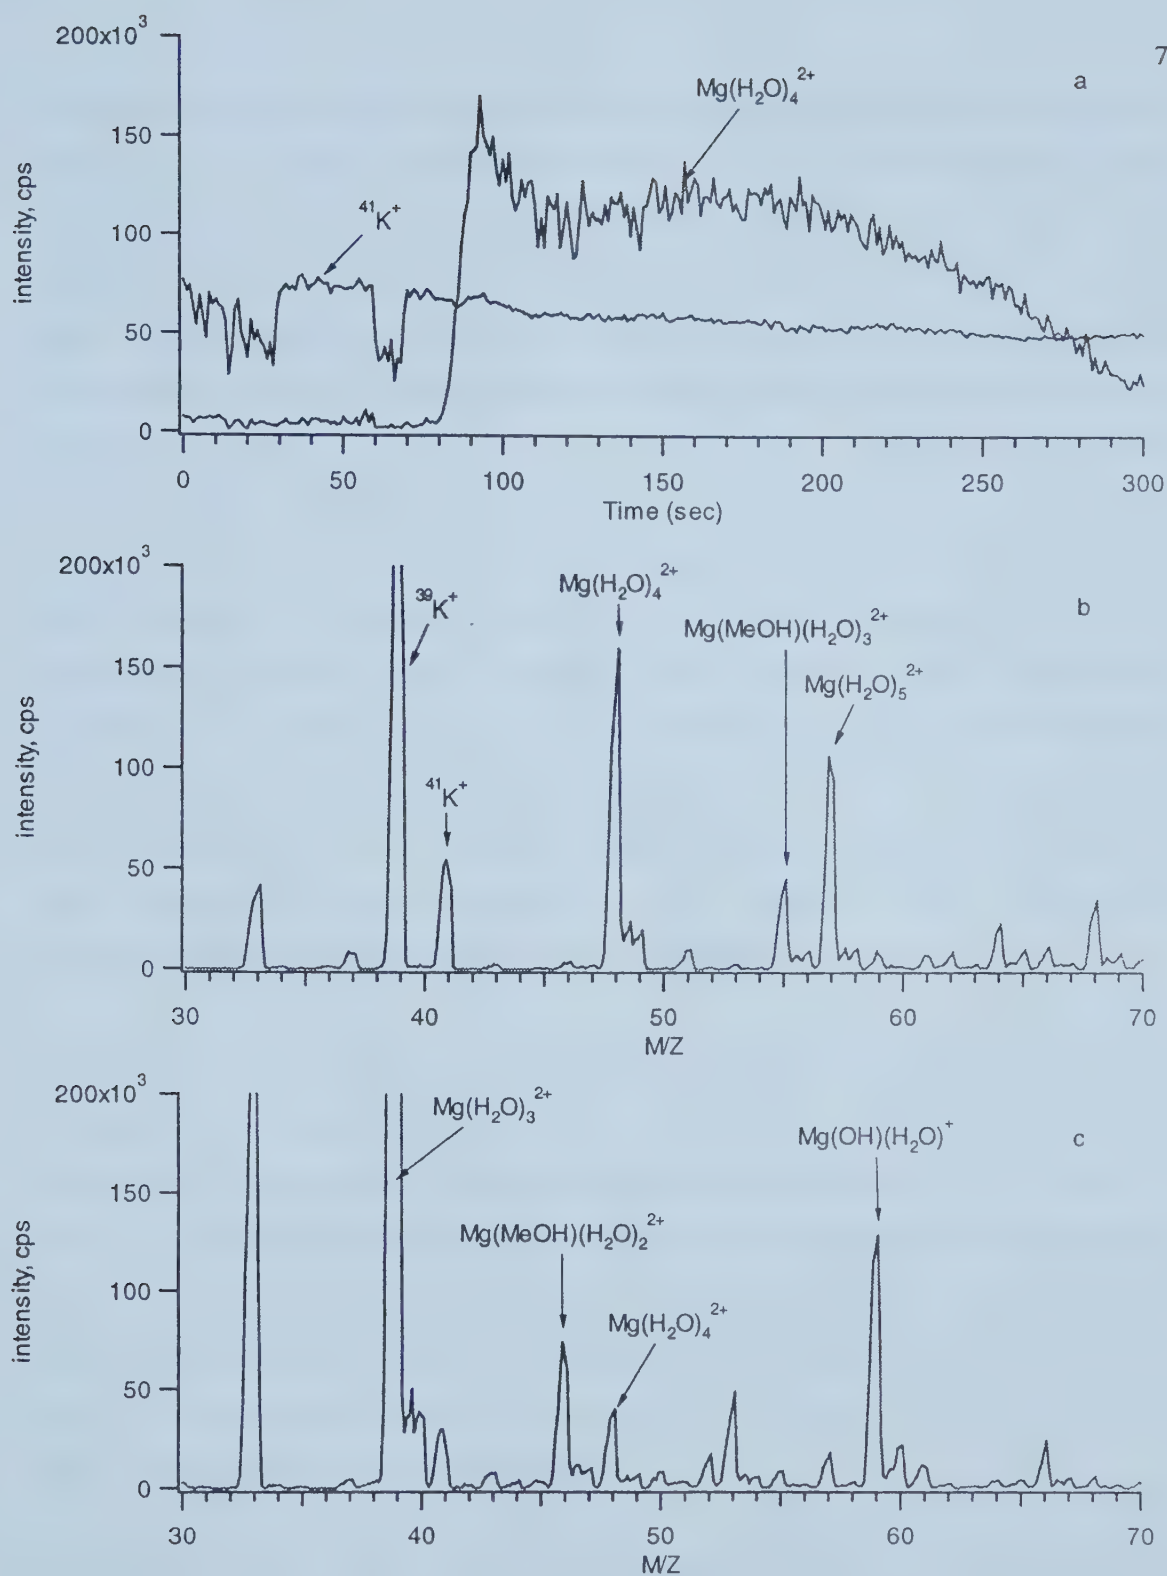 7
a
200x10³
150
100
50
0
intensity, cps
Mg(H₂O)₄²⁺
⁴¹K⁺
0 50 100 150 200 250 300
Time (sec)
b
200x10³
150
100
50
0
intensity, cps
³⁹K⁺
⁴¹K⁺
Mg(H₂O)₄²⁺
Mg(MeOH)(H₂O)₃²⁺
Mg(H₂O)₅²⁺
30 40 50 60 70
M/Z
c
200x10³
150
100
50
0
intensity, cps
Mg(H₂O)₃²⁺
Mg(MeOH)(H₂O)₂²⁺
Mg(H₂O)₄²⁺
Mg(OH)(H₂O)⁺
30 40 50 60 70
M/Z